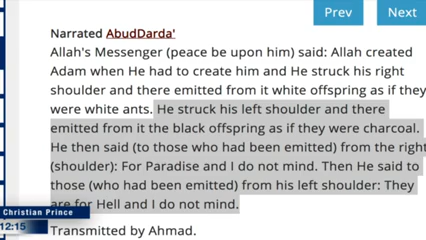 Prev
Next
Narrated AbudDarda'
Allah's Messenger (peace be upon him) said: Allah created
Adam when He had to create him and He struck his right
shoulder and there emitted from it white offspring as if they
were white ants. He struck his left shoulder and there
emitted from it the black offspring as if they were charcoal.
He then said (to those who had been emitted) from the right
(shoulder): For Paradise and I do not mind. Then He said to
those (who had been emitted) from his left shoulder: They
are for Hell and I do not mind.
Christian Prince
12:15
Transmitted by Ahmad.